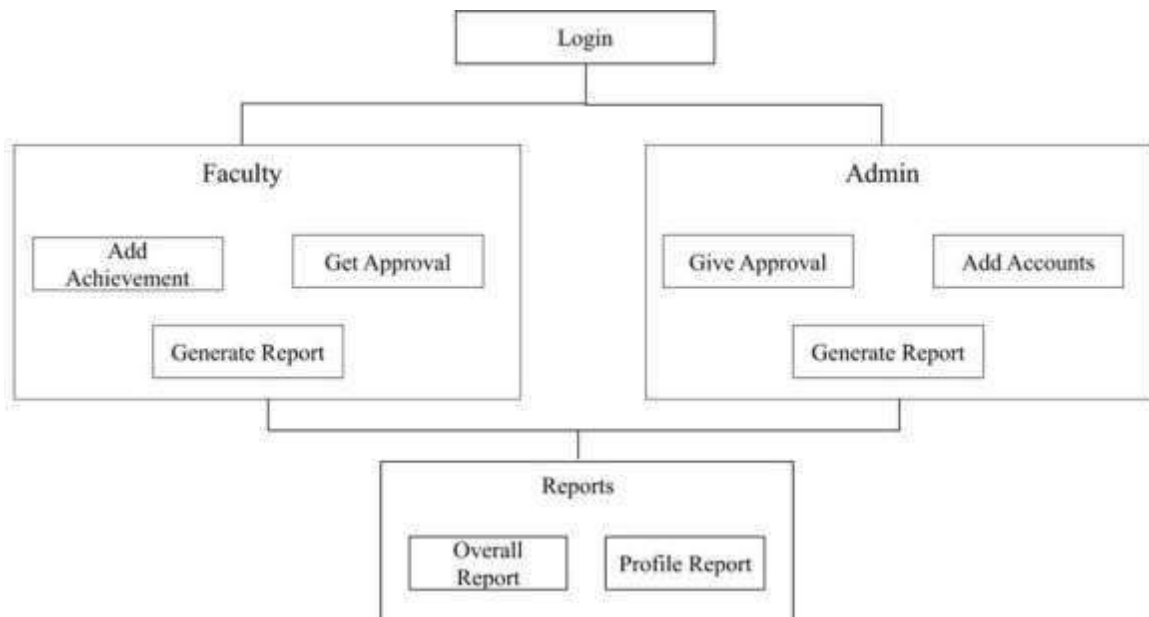 Login
Faculty
Admin
Add
Achievement
Get Approval
Give Approval
Add Accounts
Generate Report
Generate Report
Reports
Overall
Report
Profile Report